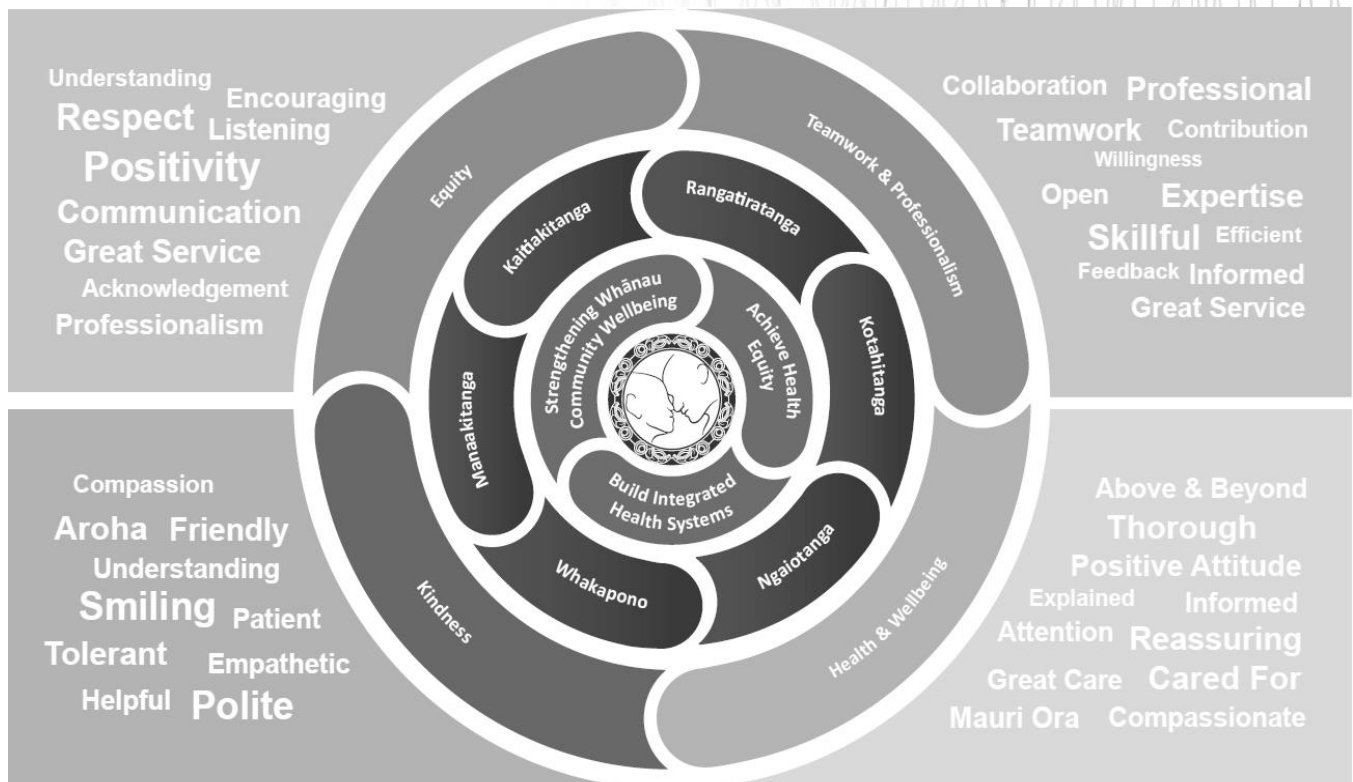 Understanding
Encouraging
Respect
Listening
Positivity
Communication
Great Service
Acknowledgement
Professionalism
Collaboration
Professional
Teamwork
Contribution
Willingness
Open
Expertise
Skillful
Efficient
Feedback
Informed
Great Service
Equity
Teamwork & Professionalism
Kaitiakitanga
Rangatiratanga
Strengthening Whānau
Community Wellbeing
Achieve Health
Equity
Kotahitanga
Manaakitanga
Build Integrated
Health Systems
Whakapono
Ngaiotanga
Kindness
Health & Wellbeing
Compassion
Aroha
Friendly
Understanding
Smiling
Patient
Tolerant
Empathetic
Helpful
Polite
Above & Beyond
Thorough
Positive Attitude
Explained
Informed
Attention
Reassuring
Great Care
Cared For
Mauri Ora
Compassionate